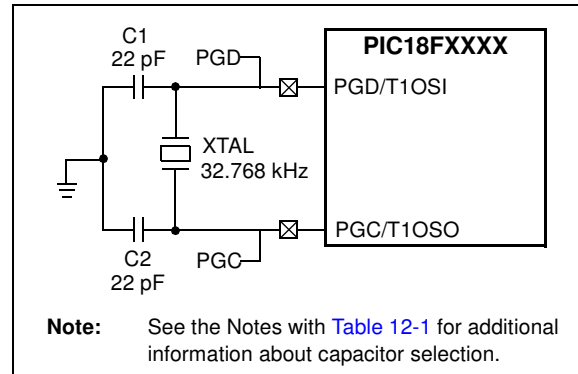 C1
22 pF
PGD
PIC18FXXXX
PGD/T1OSI
XTAL
32.768 kHz
PGC/T1OSO
C2
22 pF
PGC
Note: See the Notes with Table 12-1 for additional
information about capacitor selection.